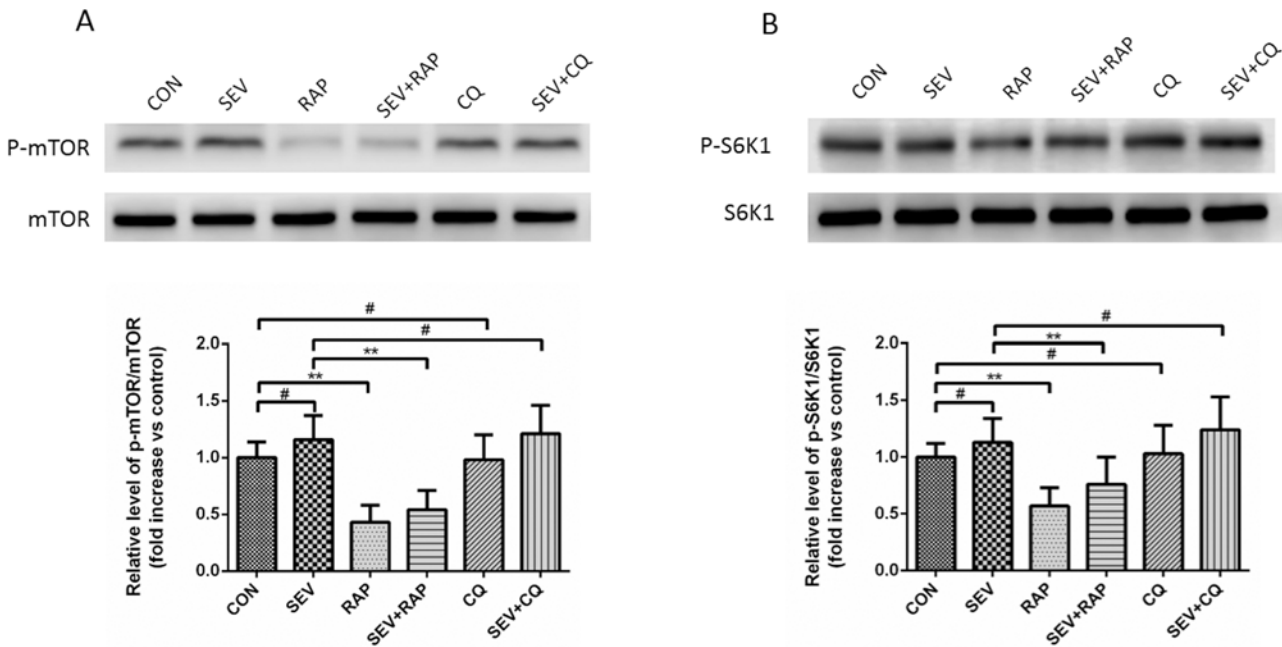 A
CON SEV RAP SEV+RAP CQ SEV+CQ
P-mTOR
mTOR
Relative level of p-mTOR/mTOR
(fold increase vs control)
2.0
1.5
1.0
0.5
0.0
#
#
**
**
#
CON SEV RAP SEV+RAP CQ SEV+CQ
B
CON SEV RAP SEV+RAP CQ SEV+CQ
P-S6K1
S6K1
Relative level of p-S6K1/S6K1
(fold increase vs control)
2.0
1.5
1.0
0.5
0.0
#
**
#
**
#
CON SEV RAP SEV+RAP CQ SEV+CQ